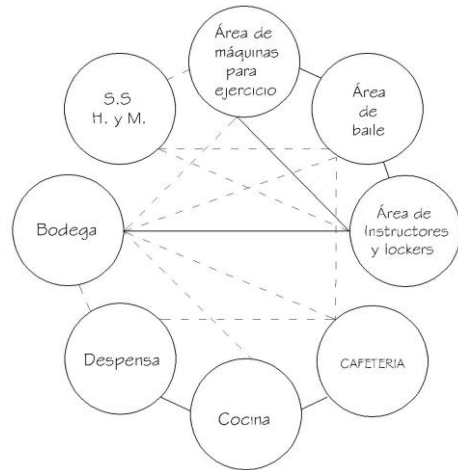 Área de
máquinas
para
ejercicio
S.S
H. y M.
Área
de
baile
Bodega
Área de
Instructores
y lockers
Despensa
CAFETERIA
Cocina